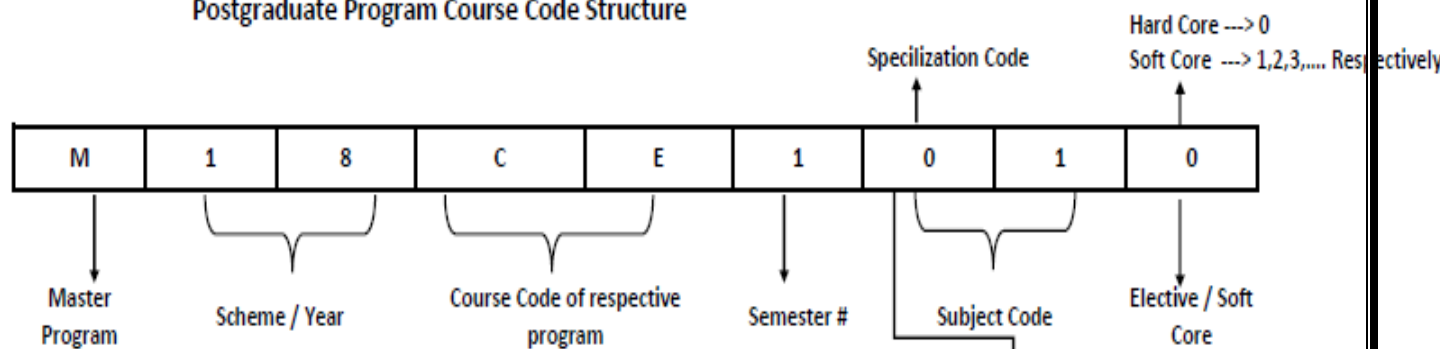 Postgraduate Program Course Code Structure
Hard Core ---> 0
Specilization Code
Soft Core ---> 1,2,3,.... Respectively
M 1 8 C E 1 0 1 0
Master Program
Scheme / Year
Course Code of respective program
Semester #
Subject Code
Elective / Soft Core